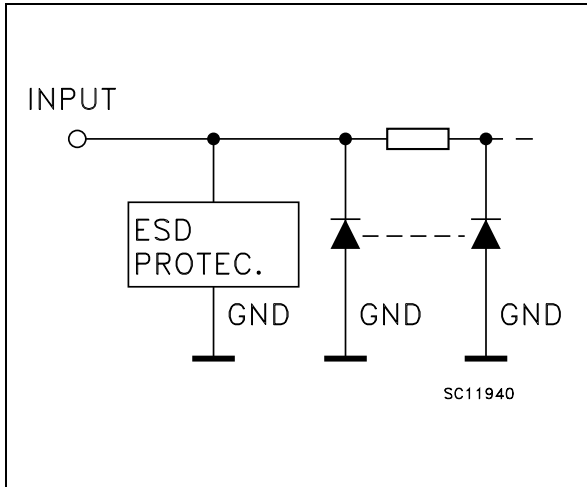 INPUT
ESD
PROTEC.
GND
GND
GND
SC11940